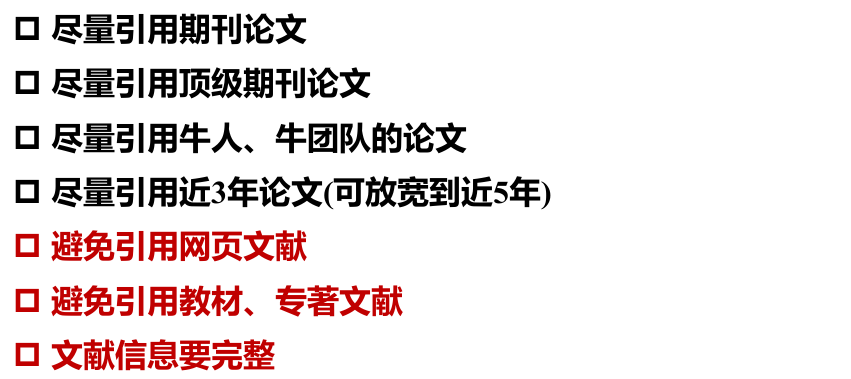 尽量引用期刊论文
尽量引用顶级期刊论文
尽量引用牛人、牛团队的论文
尽量引用近3年论文(可放宽到近5年)
避免引用网页文献
避免引用教材、专著文献
文献信息要完整